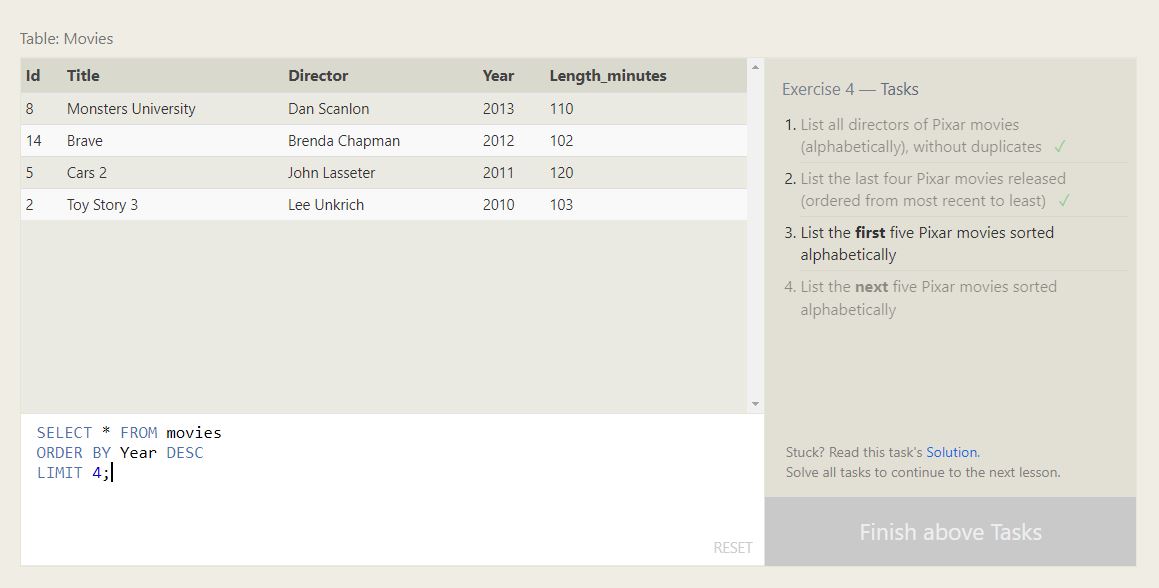 Table: Movies
Id Title Director Year Length_minutes
8 Monsters University Dan Scanlon 2013 110
14 Brave Brenda Chapman 2012 102
5 Cars 2 John Lasseter 2011 120
2 Toy Story 3 Lee Unkrich 2010 103
SELECT * FROM movies
ORDER BY Year DESC
LIMIT 4;
RESET
Exercise 4 — Tasks
1. List all directors of Pixar movies
(alphabetically), without duplicates ✓
2. List the last four Pixar movies released
(ordered from most recent to least) ✓
3. List the first five Pixar movies sorted
alphabetically
4. List the next five Pixar movies sorted
alphabetically
Stuck? Read this task's Solution.
Solve all tasks to continue to the next lesson.
Finish above Tasks